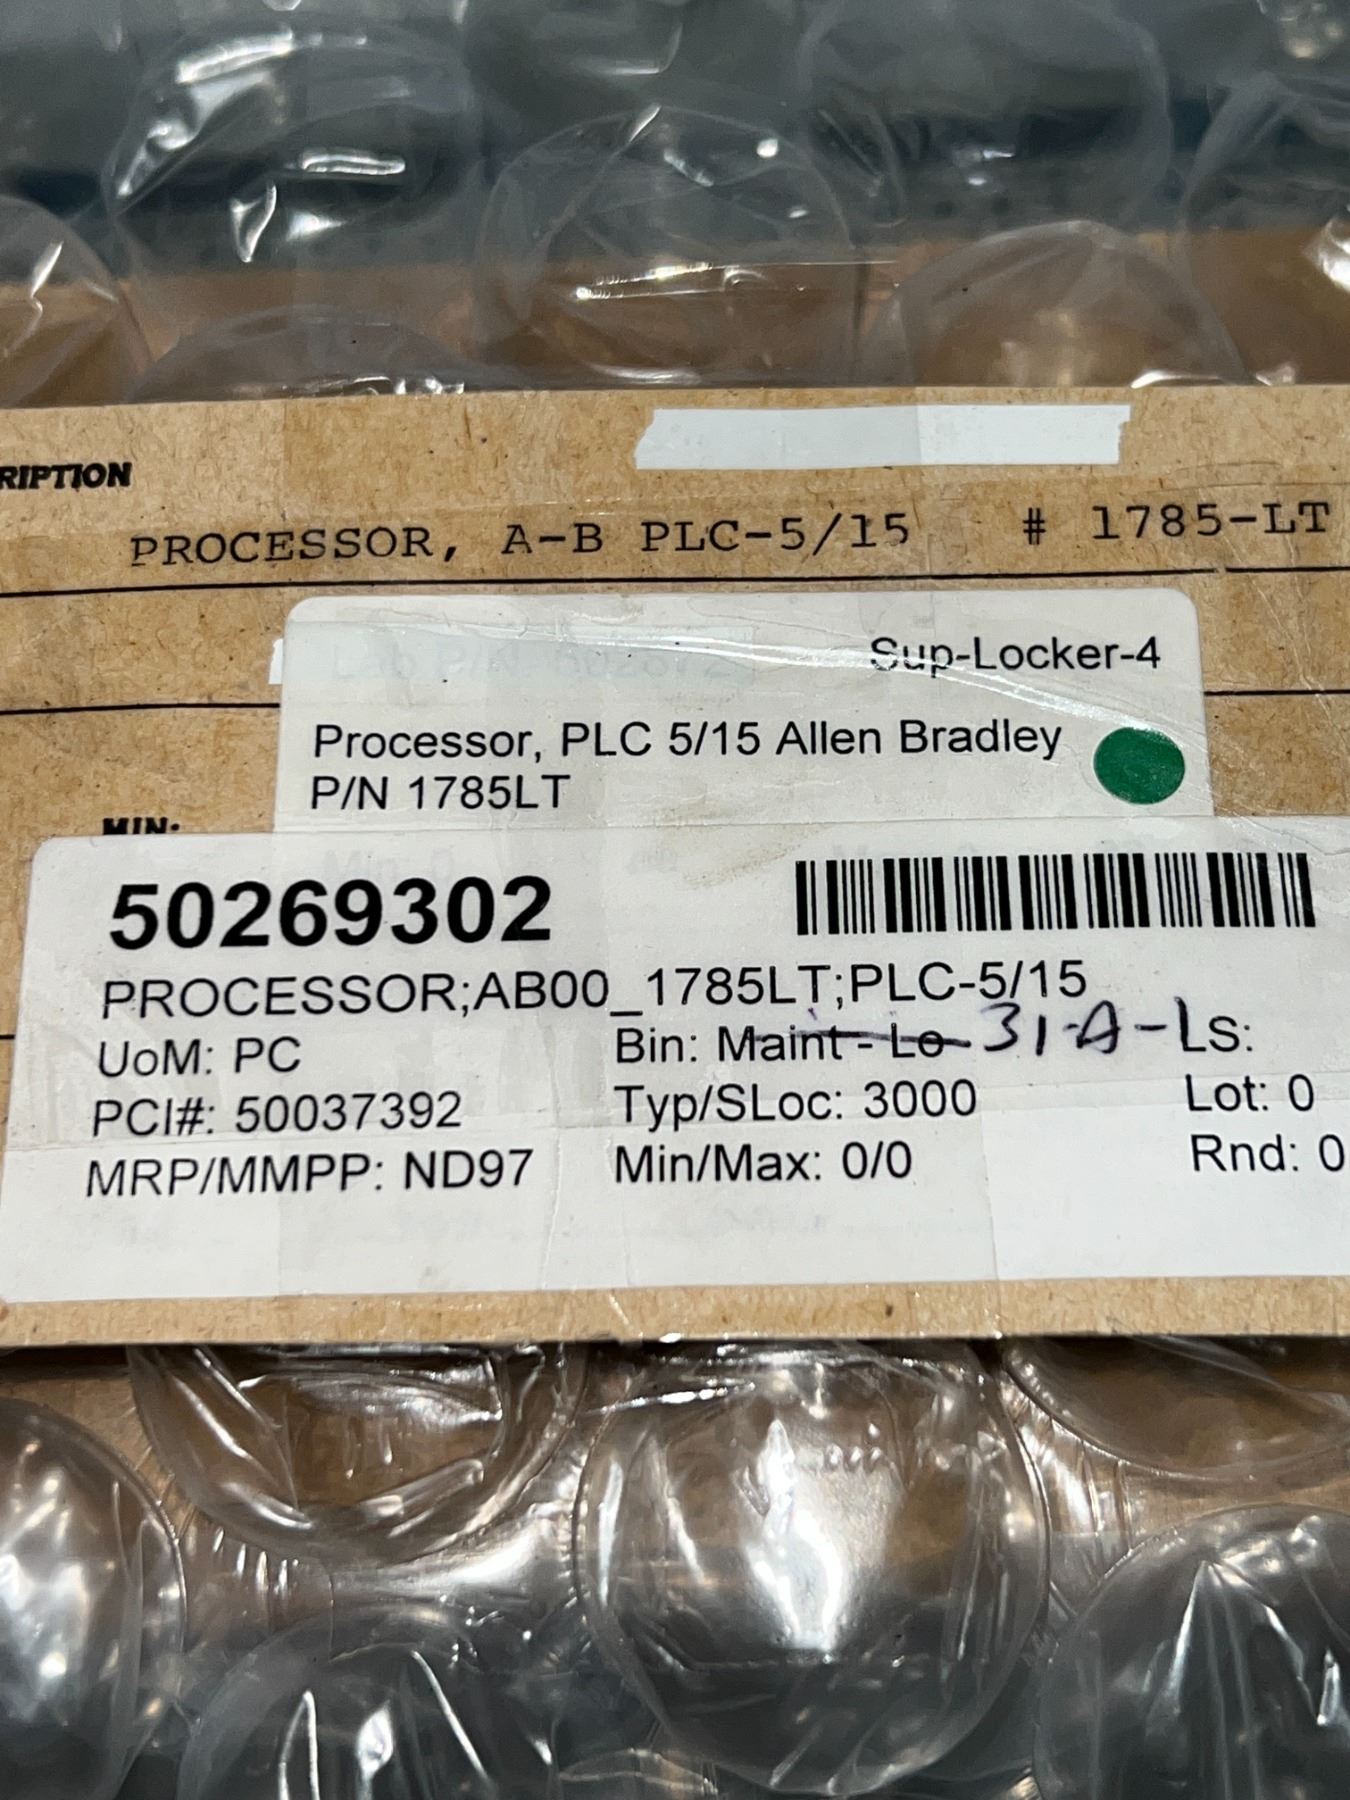 RIPTION
PROCESSOR, A-B PLC-5/15 # 1785-LT
Sup-Locker-4
Processor, PLC 5/15 Allen Bradley
P/N 1785LT
MIN:
50269302
PROCESSOR;AB00_1785LT;PLC-5/15
UoM: PC Bin: Maint - Lo 31-A-LS:
PCI#: 50037392 Typ/SLoc: 3000 Lot: 0
MRP/MMPP: ND97 Min/Max: 0/0 Rnd: 0